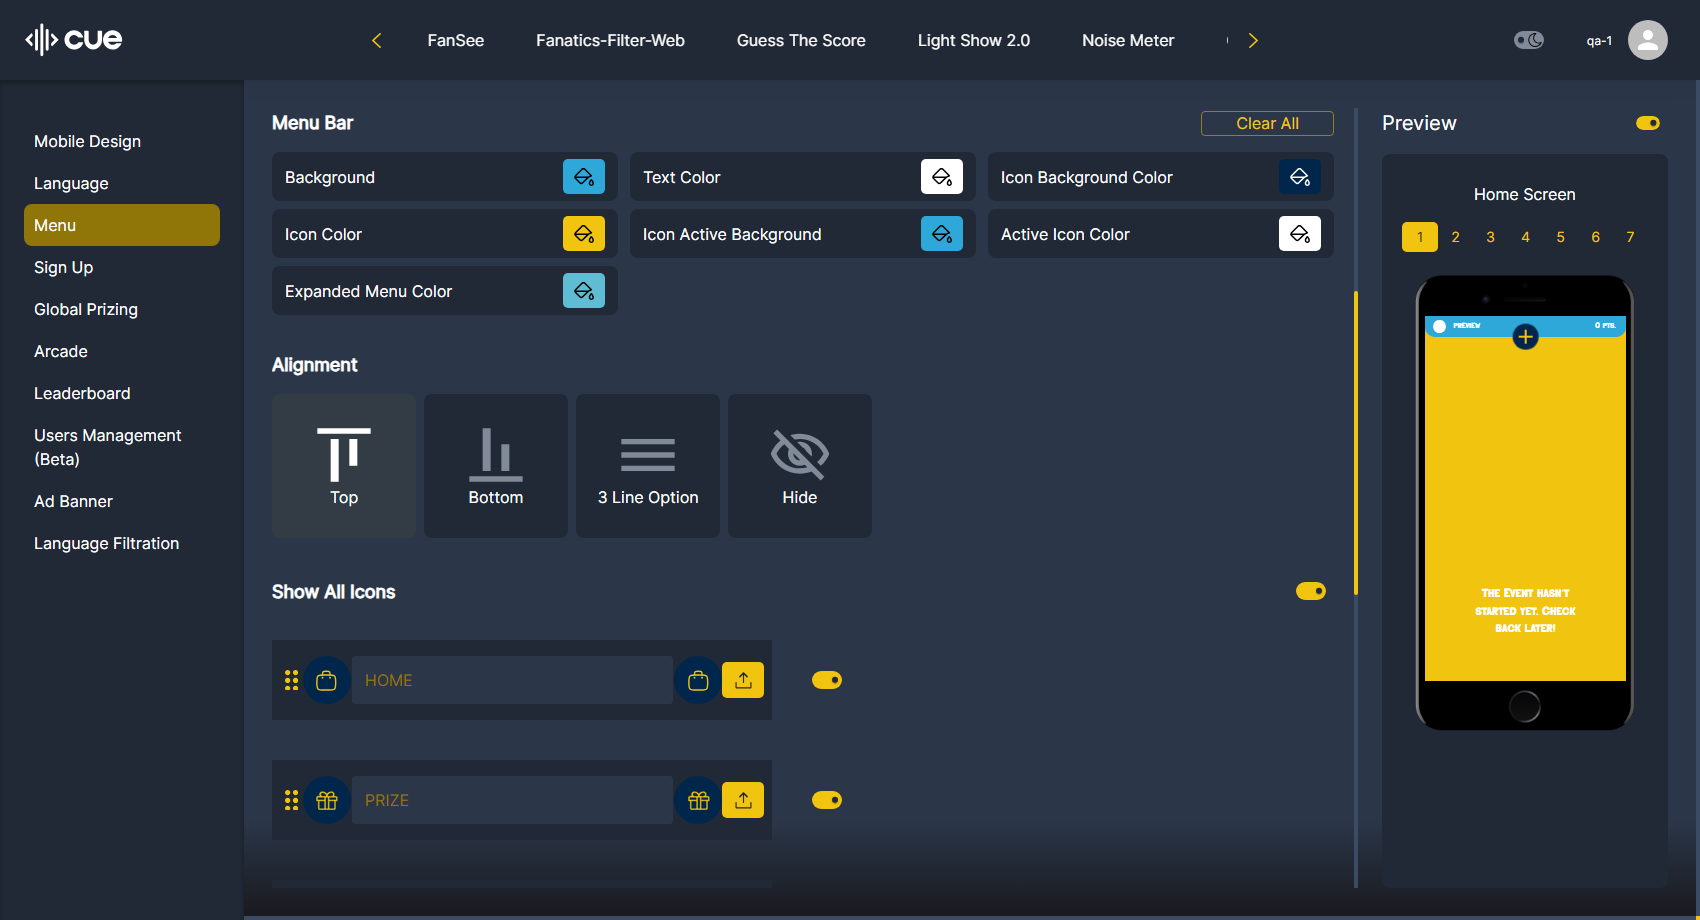 cue
FanSee
Fanatics-Filter-Web
Guess The Score
Light Show 2.0
Noise Meter
qa-1
Mobile Design
Language
Menu
Sign Up
Global Prizing
Arcade
Leaderboard
Users Management
(Beta)
Ad Banner
Language Filtration
Menu Bar
Clear All
Background
Text Color
Icon Background Color
Icon Color
Icon Active Background
Active Icon Color
Expanded Menu Color
Alignment
Top
Bottom
3 Line Option
Hide
Show All Icons
HOME
PRIZE
Preview
Home Screen
1 2 3 4 5 6 7
PREVIEW
0 PTS.
The Event hasn't
started yet. Check
back later!